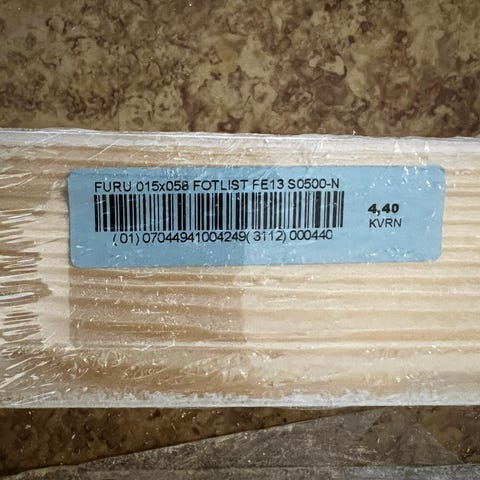 FURU 015x058 FOTLIST FE13 S0500-N
4,40
KVRN
(01)07044941004249(3112)000440